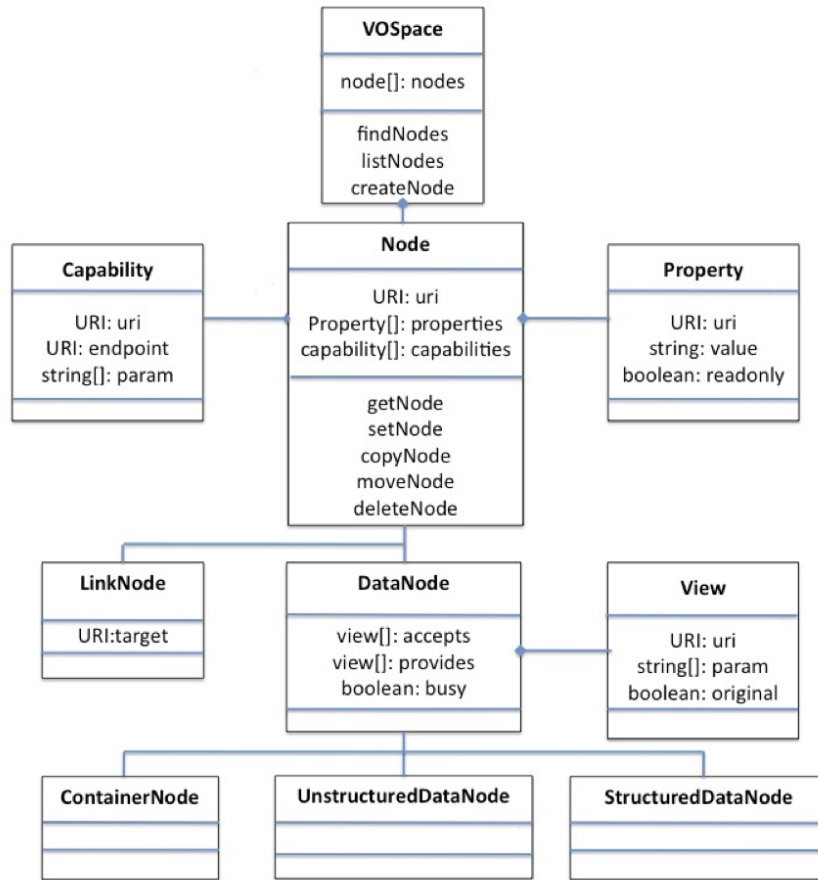 VOSpace
node[]: nodes
findNodes
listNodes
createNode
Node
URI: uri
Property[]: properties
capability[]: capabilities
getNode
setNode
copyNode
moveNode
deleteNode
Capability
URI: uri
URI: endpoint
string[]: param
Property
URI: uri
string: value
boolean: readonly
LinkNode
URI:target
DataNode
view[]: accepts
view[]: provides
boolean: busy
View
URI: uri
string[]: param
boolean: original
ContainerNode
UnstructuredDataNode
StructuredDataNode